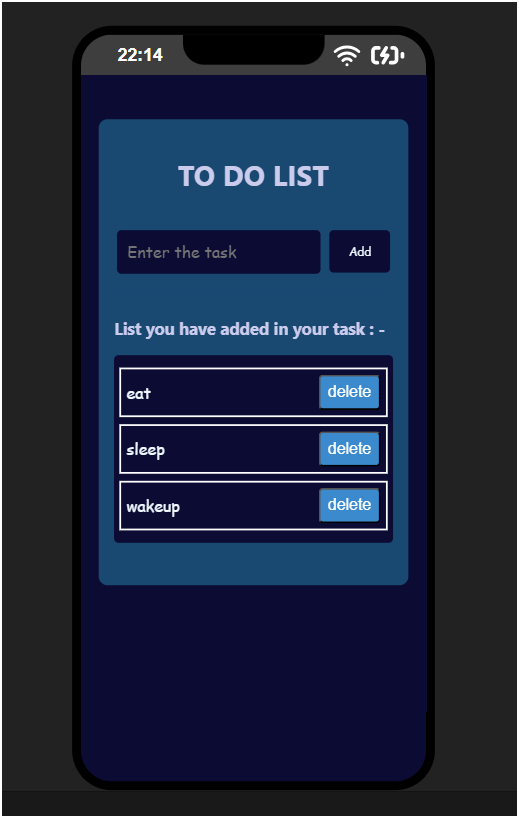 22:14
TO DO LIST
Enter the task Add
List you have added in your task : -
eat delete
sleep delete
wakeup delete